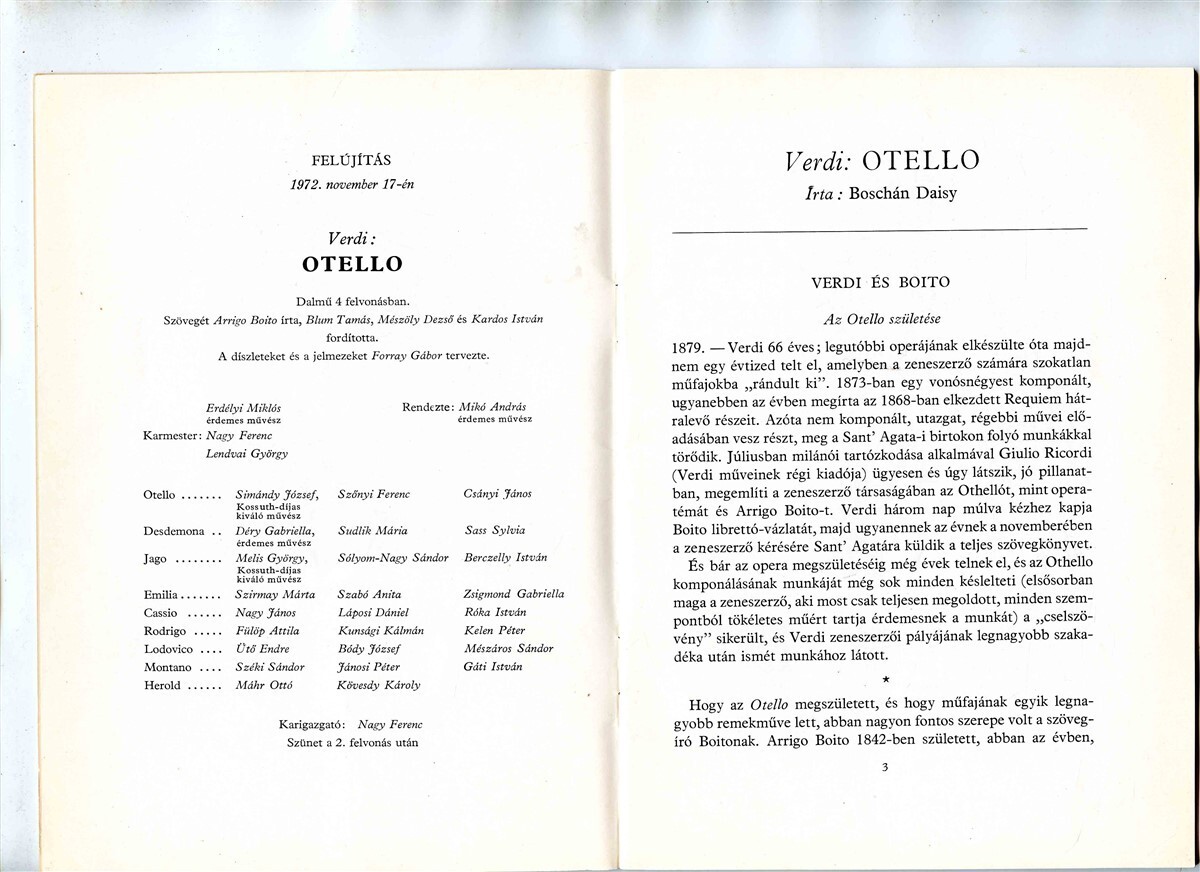 FELÚJÍTÁS
1972. november 17-én
Verdi :
OTELLO
Dalmű 4 felvonásban.
Szövegét Arrigo Boito írta, Blum Tamás, Mészöly Dezső és Kardos István
fordította.
A díszleteket és a jelmezeket Forray Gábor tervezte.
Erdélyi Miklós Rendezte: Mikó András
érdemes művész érdemes művész
Karmester: Nagy Ferenc
Lendvai György
Otello ....... Simándy József, Szőnyi Ferenc Csányi János
Kossuth-díjas
kiváló művész
Desdemona .. Déry Gabriella, Sudlik Mária Sass Sylvia
érdemes művész
Jago ........ Melis György, Sólyom-Nagy Sándor Berczelly István
Kossuth-díjas
kiváló művész
Emilia ....... Szirmay Márta Szabó Anita Zsigmond Gabriella
Cassio ...... Nagy János Láposi Dániel Róka István
Rodrigo ..... Fülöp Attila Kunsági Kálmán Kelen Péter
Lodovico .... Ütő Endre Bódy József Mészáros Sándor
Montano .... Széki Sándor Jánosi Péter Gáti István
Herold ...... Máhr Ottó Kövesdy Károly
Karigazgató: Nagy Ferenc
Szünet a 2. felvonás után
Verdi: OTELLO
Írta : Boschán Daisy
VERDI ÉS BOITO
Az Otello születése
1879. — Verdi 66 éves; legutóbbi operájának elkészülte óta majd-
nem egy évtized telt el, amelyben a zeneszerző számára szokatlan
műfajokba „rándult ki”. 1873-ban egy vonósnégyest komponált,
ugyanebben az évben megírta az 1868-ban elkezdett Requiem hát-
ralevő részeit. Azóta nem komponált, utazgat, régebbi művei elő-
adásában vesz részt, meg a Sant’ Agata-i birtokon folyó munkákkal
törődik. Júliusban milánói tartózkodása alkalmával Giulio Ricordi
(Verdi műveinek régi kiadója) ügyesen és úgy látszik, jó pillanat-
ban, megemlíti a zeneszerző társaságában az Othellót, mint opera-
témát és Arrigo Boito-t. Verdi három nap múlva kézhez kapja
Boito librettó-vázlatát, majd ugyanennek az évnek a novemberében
a zeneszerző kérésére Sant’ Agatára küldik a teljes szövegkönyvet.
És bár az opera megszületéséig még évek telnek el, és az Othello
komponálásának munkáját még sok minden késlelteti (elsősorban
maga a zeneszerző, aki most csak teljesen megoldott, minden szem-
pontból tökéletes műért tartja érdemesnek a munkát) a „cselszö-
vény” sikerült, és Verdi zeneszerzői pályájának legnagyobb szaka-
déka után ismét munkához látott.
★
Hogy az Otello megszületett, és hogy műfajának egyik legna-
gyobb remekműve lett, abban nagyon fontos szerepe volt a szöveg-
író Boitonak. Arrigo Boito 1842-ben született, abban az évben,
3